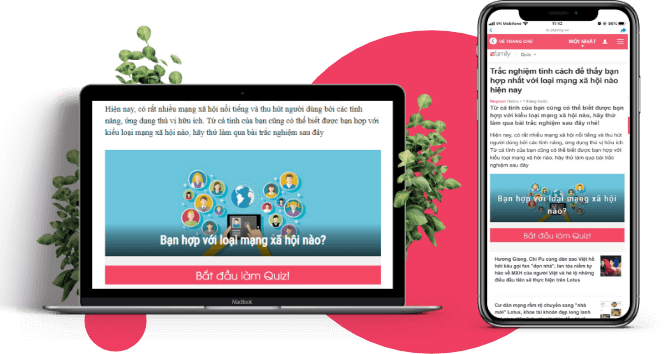 Hiện nay, có rất nhiều mạng xã hội nổi tiếng và thu hút người dùng bởi các tính
năng, ứng dụng thú vị hữu ích. Từ cá tính của bạn cũng có thể biết được bạn hợp với
kiểu loại mạng xã hội nào, hãy thử làm qua bài trắc nghiệm sau đây
Bạn hợp với loại mạng xã hội nào?
Bắt đầu làm Quiz!
MacBook
VN Mobifone
11:42
VỀ TRANG CHỦ
MỚI NHẤT
afamily
Quiz
Trắc nghiệm tính cách để thấy bạn
hợp nhất với loại mạng xã hội nào
hiện nay
Từ cá tính của bạn cũng có thể biết được bạn
hợp với kiểu loại mạng xã hội nào, hãy thử làm
qua bài trắc nghiệm sau đây nhé!
Hiện nay, có rất nhiều mạng xã hội nổi tiếng và thu hút
người dùng bởi các tính năng, ứng dụng thú vị hữu ích.
Từ cá tính của bạn cũng có thể biết được bạn hợp với
kiểu loại mạng xã hội nào, hãy thử làm qua bài trắc
nghiệm sau đây
Bạn hợp với loại mạng xã hội
nào?
Bắt đầu làm Quiz!
Hương Giang, Chi Pu cùng dàn sao Việt hồ
hởi kêu gọi fan "dọn nhà", lan tỏa niềm tự
hào về MXH của người Việt và hé lộ những
điều đầu tiên sẽ thực hiện trên Lotus
Cư dân mạng rầm rộ chuyển sang "nhà
mới" Lotus, khoe tài khoản đẹp long lanh